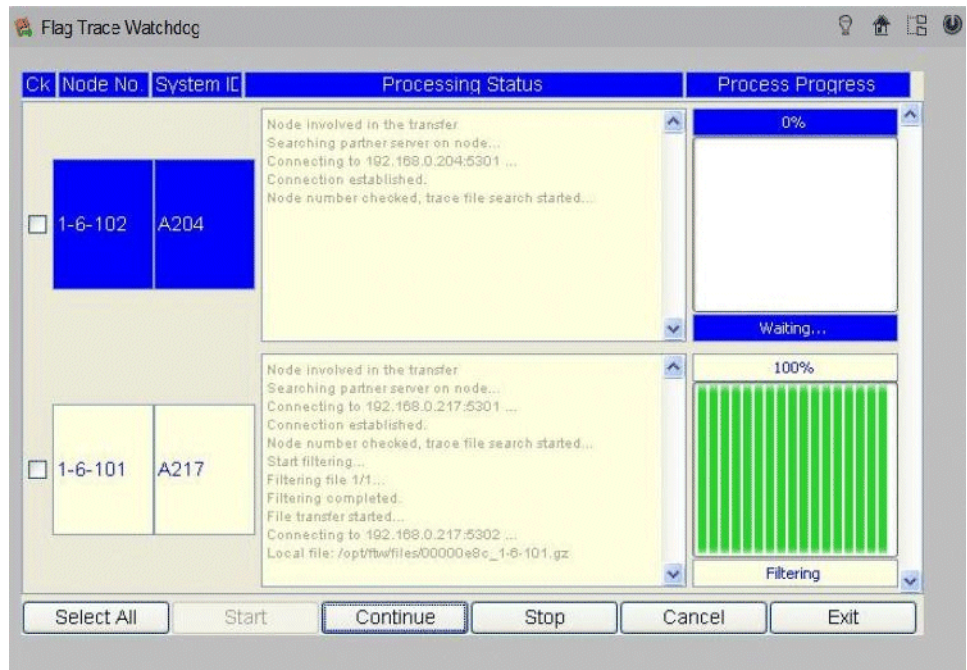 Flag Trace Watchdog
Ck Node No. System ID Processing Status Process Progress
1-6-102 A204
Node involved in the transfer
Searching partner server on node...
Connecting to 192.168.0.204:5301 ...
Connection established.
Node number checked, trace file search started...
0%
Waiting...
1-6-101 A217
Node involved in the transfer
Searching partner server on node...
Connecting to 192.168.0.217:5301 ...
Connection established.
Node number checked, trace file search started...
Start filtering...
Filtering file 1/1...
Filtering completed.
File transfer started...
Connecting to 192.168.0.217:5302 ...
Local file: /opt/ftw/files/00000e8c_1-6-101.gz
100%
Filtering
Select All Start Continue Stop Cancel Exit